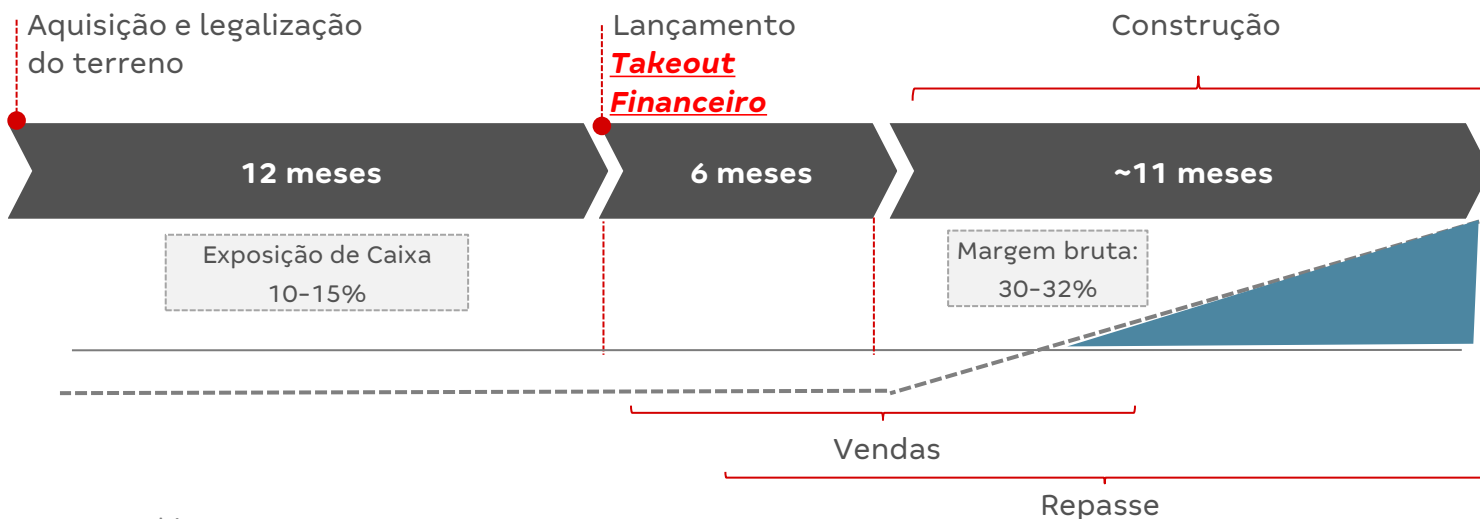 Aquisição e legalização
do terreno
Lançamento
Takeout
Financeiro
Construção
12 meses
6 meses
~11 meses
Exposição de Caixa
10-15%
Margem bruta:
30-32%
Vendas
Repasse